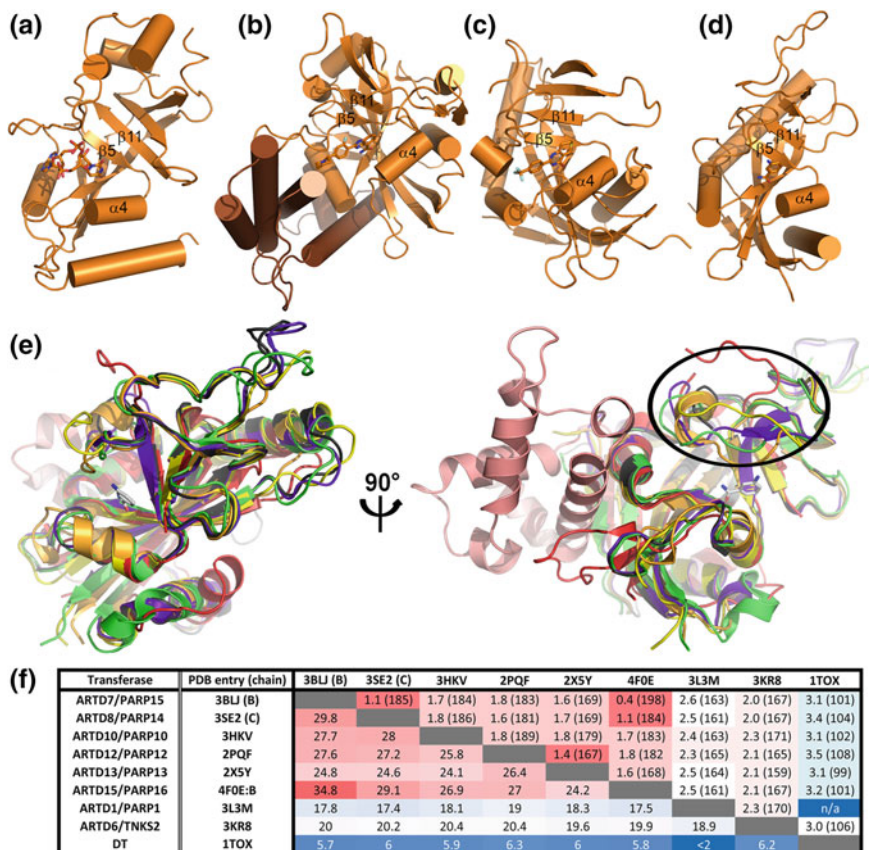 (a) (b) (c) (d)
β11
β5
α4
β11
β5
α4
β11
β5
α4
β11
β5
α4
(e)
90°
(f)
Transferase PDB entry (chain) 3BLJ (B) 3SE2 (C) 3HKV 2PQF 2X5Y 4F0E 3L3M 3KR8 1TOX
ARTD7/PARP15 3BLJ (B) 1.1 (185) 1.7 (184) 1.8 (183) 1.6 (169) 0.4 (198) 2.6 (163) 2.0 (167) 3.1 (101)
ARTD8/PARP14 3SE2 (C) 29.8 1.8 (186) 1.6 (181) 1.7 (169) 1.1 (184) 2.5 (161) 2.0 (167) 3.4 (104)
ARTD10/PARP10 3HKV 27.7 28 1.8 (189) 1.8 (179) 1.7 (183) 2.4 (163) 2.3 (171) 3.1 (102)
ARTD12/PARP12 2PQF 27.6 27.2 25.8 1.4 (167) 1.8 (182 2.3 (165) 2.1 (165) 3.5 (108)
ARTD13/PARP13 2X5Y 24.8 24.6 24.1 26.4 1.6 (168) 2.5 (164) 2.1 (159) 3.1 (99)
ARTD15/PARP16 4F0E:B 34.8 29.1 26.9 27 24.2 2.5 (161) 2.1 (167) 3.2 (101)
ARTD1/PARP1 3L3M 17.8 17.4 18.1 19 18.3 17.5 2.3 (170) n/a
ARTD6/TNKS2 3KR8 20 20.2 20.4 20.4 19.6 19.9 18.9 3.0 (106)
DT 1TOX 5.7 6 5.9 6.3 6 5.8 <2 6.2